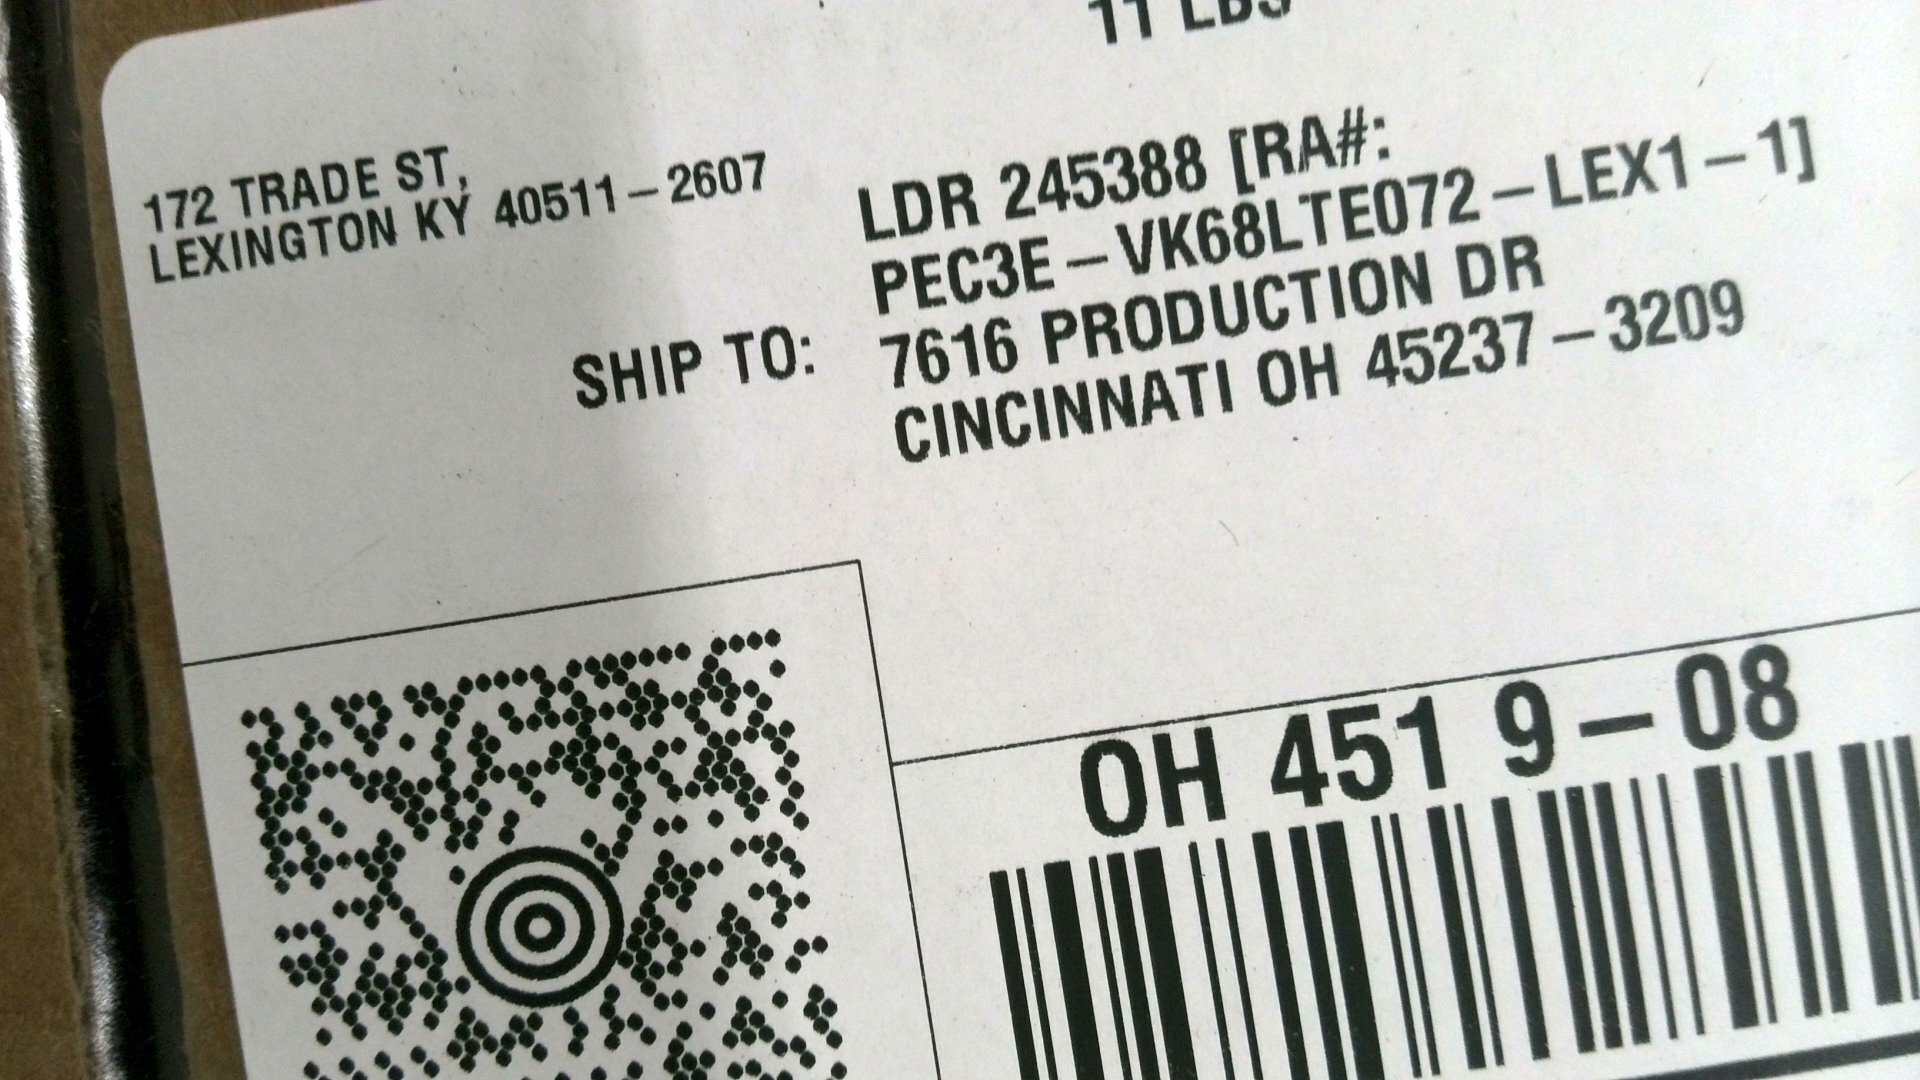 11 LBS
172 TRADE ST,
LEXINGTON KY 40511-2607
SHIP TO:
LDR 245388 [RA#:
PEC3E-VK68LTE072-LEX1-1]
7616 PRODUCTION DR
CINCINNATI OH 45237-3209
OH 451 9-08